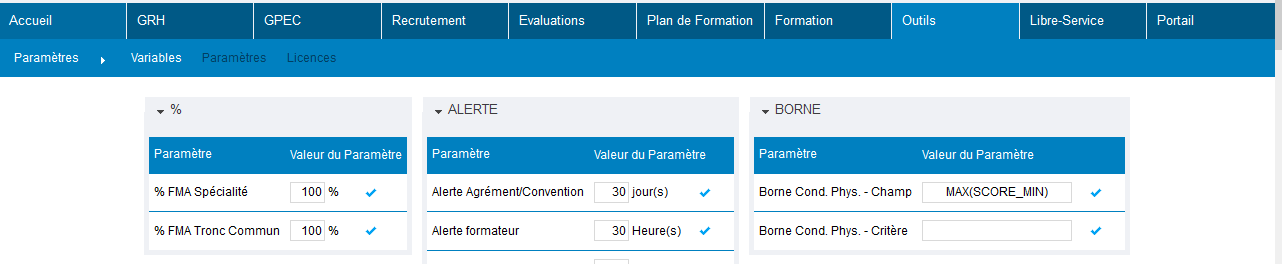 Accueil GRH GPEC Recrutement Evaluations Plan de Formation Formation Outils Libre-Service Portail
Paramètres Variables Paramètres Licences
% ALERTE BORNE
Paramètre Valeur du Paramètre Paramètre Valeur du Paramètre Paramètre Valeur du Paramètre
% FMA Spécialité 100 % Alerte Agrément/Convention 30 jour(s) Borne Cond. Phys. - Champ MAX(SCORE_MIN)
% FMA Tronc Commun 100 % Alerte formateur 30 Heure(s) Borne Cond. Phys. - Critère